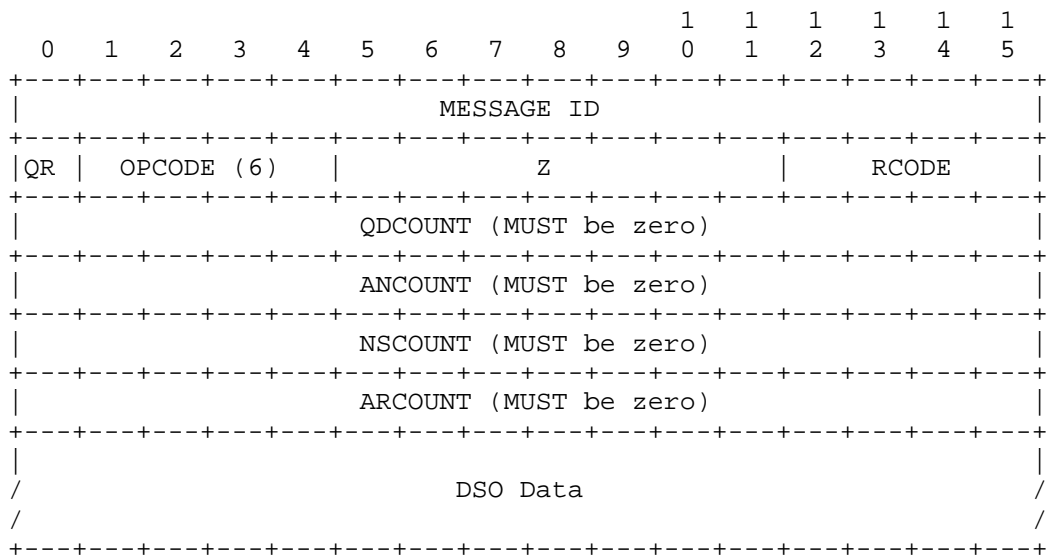 1   1   1   1   1   1
  0   1   2   3   4   5   6   7   8   9   0   1   2   3   4   5
+---+---+---+---+---+---+---+---+---+---+---+---+---+---+---+---+
|                          MESSAGE ID                           |
+---+---+---+---+---+---+---+---+---+---+---+---+---+---+---+---+
|QR |  OPCODE (6)   |            Z              |     RCODE     |
+---+---+---+---+---+---+---+---+---+---+---+---+---+---+---+---+
|                     QDCOUNT (MUST be zero)                    |
+---+---+---+---+---+---+---+---+---+---+---+---+---+---+---+---+
|                     ANCOUNT (MUST be zero)                    |
+---+---+---+---+---+---+---+---+---+---+---+---+---+---+---+---+
|                     NSCOUNT (MUST be zero)                    |
+---+---+---+---+---+---+---+---+---+---+---+---+---+---+---+---+
|                     ARCOUNT (MUST be zero)                    |
+---+---+---+---+---+---+---+---+---+---+---+---+---+---+---+---+
|                                                               |
/                           DSO Data                            /
/                                                               /
+---+---+---+---+---+---+---+---+---+---+---+---+---+---+---+---+